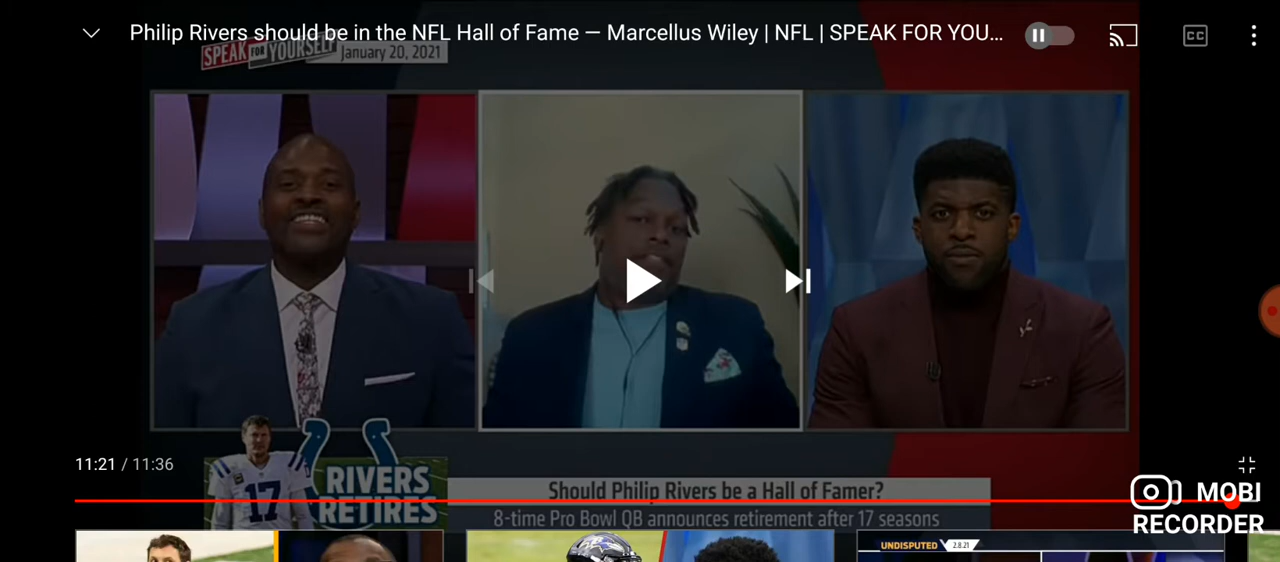 Philip Rivers should be in the NFL Hall of Fame — Marcellus Wiley | NFL | SPEAK FOR YOU...
CC
SPEAK FOR YOURSELF
January 20, 2021
11:21 / 11:36
17
RIVERS
RETIRES
Should Philip Rivers be a Hall of Famer?
8-time Pro Bowl QB announces retirement after 17 seasons
MOBI
RECORDER
UNDISPUTED 2.8.21